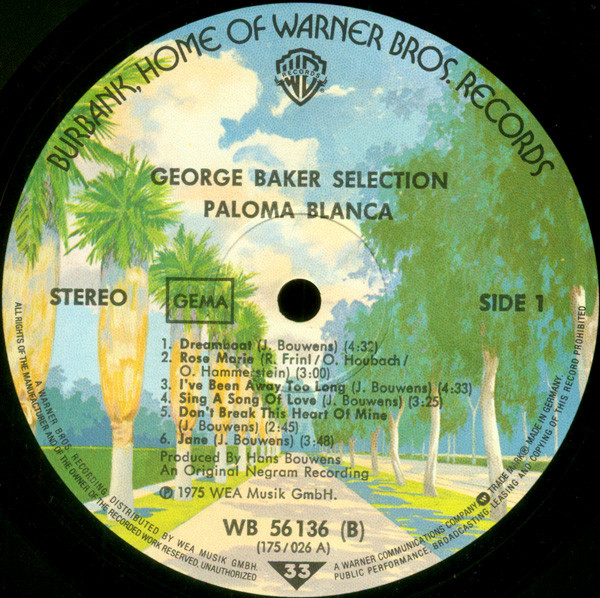 BURBANK, HOME OF WARNER BROS. RECORDS
WB
RECORDS
GEORGE BAKER SELECTION
PALOMA BLANCA
STEREO
GEMA
SIDE 1
1. Dreamboat (J. Bouwens) (4:32)
2. Rose Marie (R. Friml/O. Houbach/
O. Hammerstein) (3:00)
3. I've Been Away Too Long (J. Bouwens) (4:33)
4. Sing A Song Of Love (J. Bouwens) (3:25)
5. Don't Break This Heart Of Mine
(J. Bouwens) (2:45)
6. Jane (J. Bouwens) (3:48)
Produced By Hans Bouwens
An Original Negram Recording
℗ 1975 WEA Musik GmbH.
WB 56 136 (B)
(175/026 A)
33
A WARNER BROS. RECORDING DISTRIBUTED BY WEA MUSIK GMBH.
ALL RIGHTS OF THE MANUFACTURER AND OF THE OWNER OF THE RECORDED WORK RESERVED, UNAUTHORIZED
A WARNER COMMUNICATIONS COMPANY TRADE MARK® MADE IN GERMANY.
PUBLIC PERFORMANCE, BROADCASTING, LEASING AND COPYING OF THIS RECORD PROHIBITED